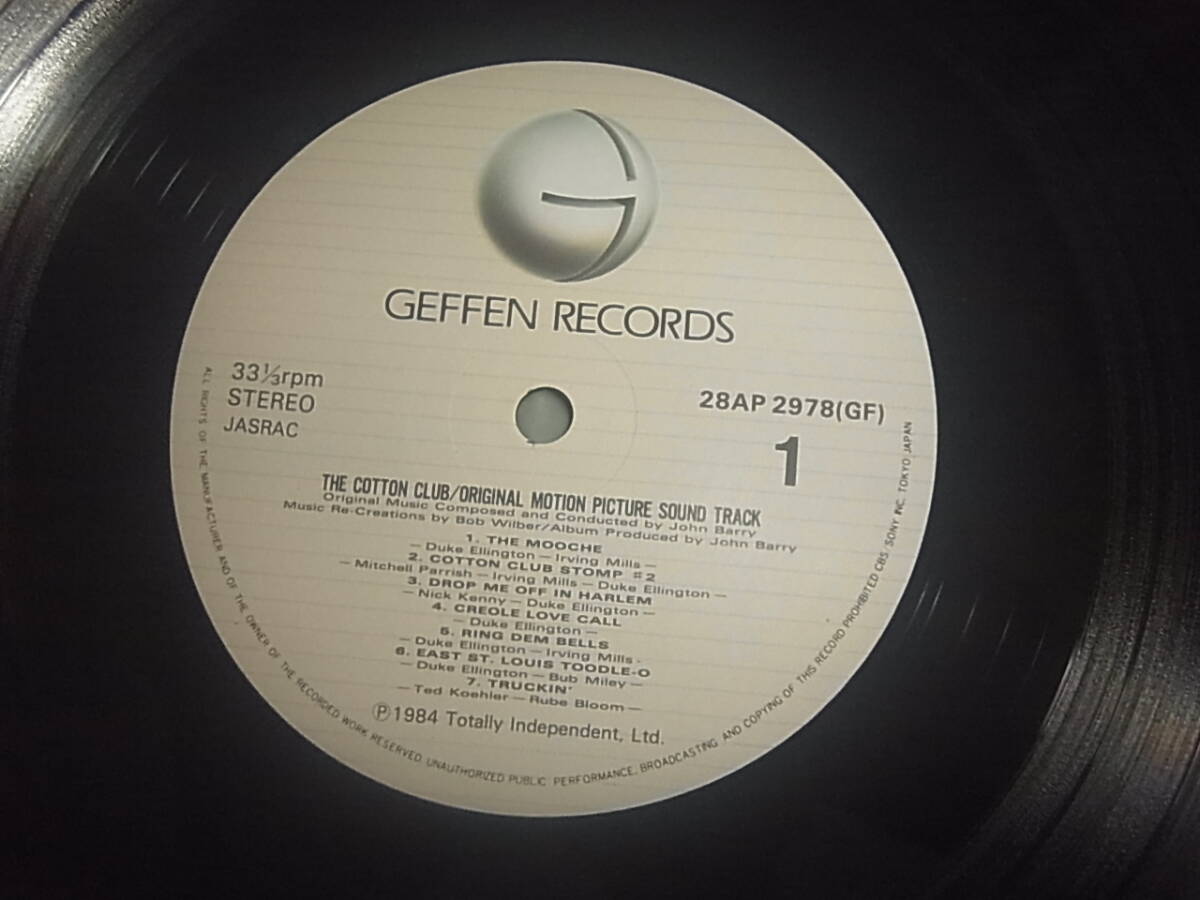 GEFFEN RECORDS
33⅓rpm
STEREO
JASRAC
28AP 2978(GF)
1
THE COTTON CLUB/ORIGINAL MOTION PICTURE SOUND TRACK
Original Music Composed and Conducted by John Barry
Music Re-Creations by Bob Wilber/Album Produced by John Barry
1. THE MOOCHE
— Duke Ellington — Irving Mills —
2. COTTON CLUB STOMP #2
— Mitchell Parrish — Irving Mills — Duke Ellington —
3. DROP ME OFF IN HARLEM
— Nick Kenny — Duke Ellington —
4. CREOLE LOVE CALL
— Duke Ellington —
5. RING DEM BELLS
— Duke Ellington — Irving Mills -
6. EAST ST. LOUIS TOODLE-O
— Duke Ellington — Bub Miley —
7. TRUCKIN'
— Ted Koehler — Rube Bloom —
Ⓟ1984 Totally Independent, Ltd.
ALL RIGHTS OF THE MANUFACTURER AND OF THE OWNER OF THE RECORDED WORK RESERVED. UNAUTHORIZED PUBLIC PERFORMANCE, BROADCASTING AND COPYING OF THIS RECORD PROHIBITED CBS/SONY INC. TOKYO, JAPAN